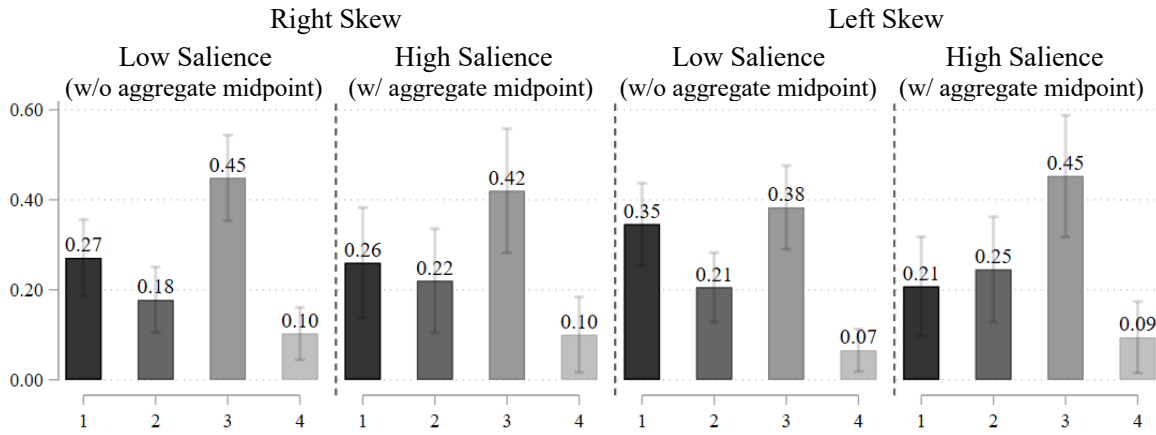 Right Skew Left Skew
Low Salience High Salience Low Salience High Salience
(w/o aggregate midpoint) (w/ aggregate midpoint) (w/o aggregate midpoint) (w/ aggregate midpoint)
0.60
0.40
0.20
0.00
0.27 0.18 0.45 0.10
0.26 0.22 0.42 0.10
0.35 0.21 0.38 0.07
0.21 0.25 0.45 0.09
1 2 3 4 1 2 3 4 1 2 3 4 1 2 3 4